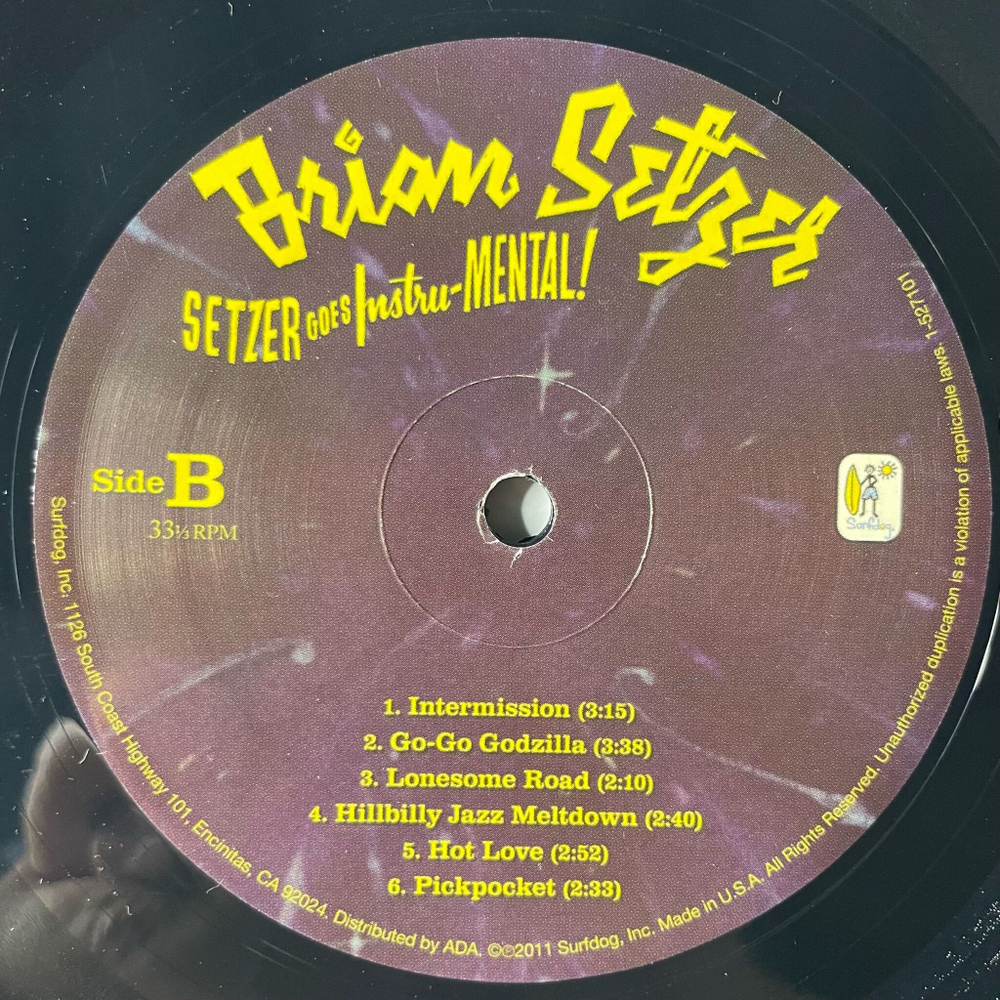 Brian Setzer
SETZER GOES Instru-MENTAL!
Side B
33⅓ RPM
Surfdog
1. Intermission (3:15)
2. Go-Go Godzilla (3:38)
3. Lonesome Road (2:10)
4. Hillbilly Jazz Meltdown (2:40)
5. Hot Love (2:52)
6. Pickpocket (2:33)
Surfdog, Inc. 1126 South Coast Highway 101, Encinitas, CA 92024. Distributed by ADA. ©℗2011 Surfdog, Inc. Made in U.S.A. All Rights Reserved. Unauthorized duplication is a violation of applicable laws. 1-527101